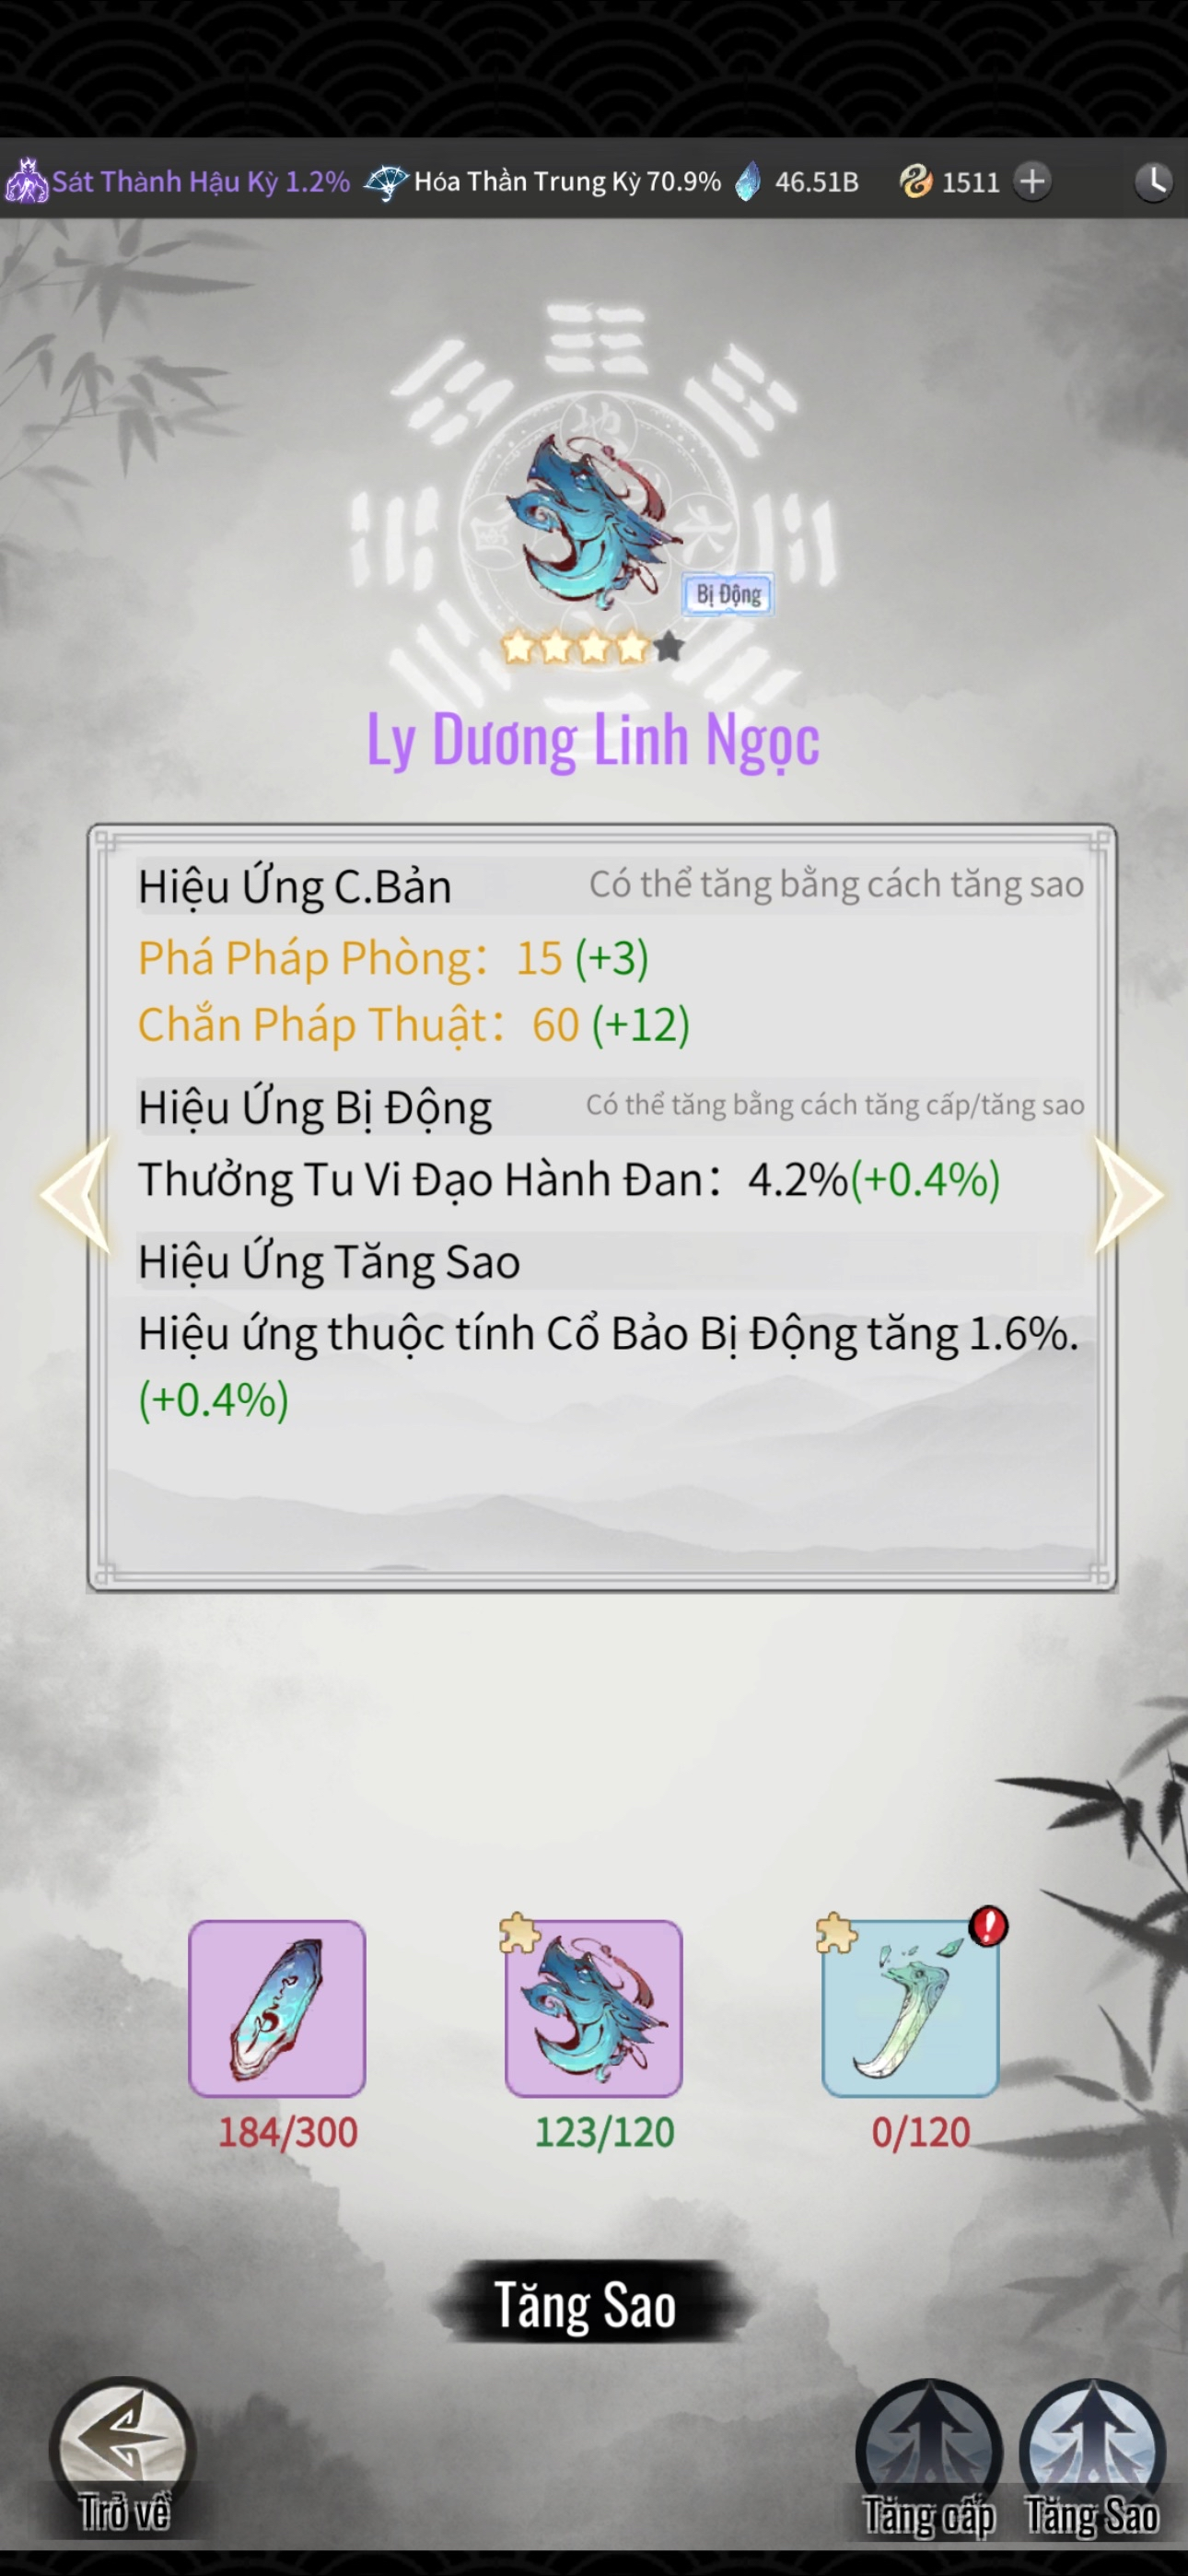 Sát Thành Hậu Kỳ 1.2% Hóa Thần Trung Kỳ 70.9% 46.51B 1511
地
火
風
Bị Động
Ly Dương Linh Ngọc
Hiệu Ứng C.Bản Có thể tăng bằng cách tăng sao
Phá Pháp Phòng: 15 (+3)
Chắn Pháp Thuật: 60 (+12)
Hiệu Ứng Bị Động Có thể tăng bằng cách tăng cấp/tăng sao
Thưởng Tu Vi Đạo Hành Đan: 4.2%(+0.4%)
Hiệu Ứng Tăng Sao
Hiệu ứng thuộc tính Cổ Bảo Bị Động tăng 1.6%.
(+0.4%)
184/300 123/120 0/120
Tăng Sao
Trở về Tăng cấp Tăng Sao